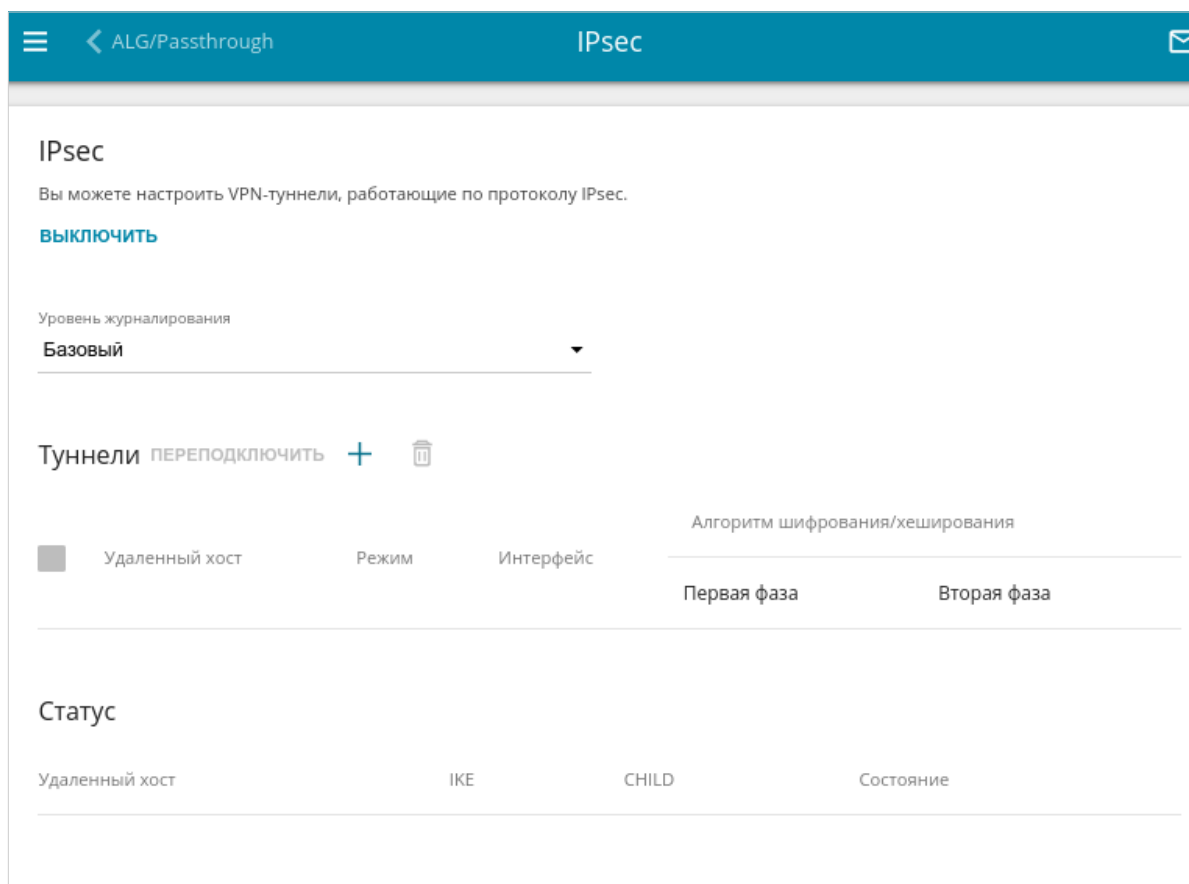 ALG/Passthrough
IPsec
IPsec
Вы можете настроить VPN-туннели, работающие по протоколу IPsec.
ВЫКЛЮЧИТЬ
Уровень журналирования
Базовый
Туннели ПЕРЕПОДКЛЮЧИТЬ
Алгоритм шифрования/хеширования
Удаленный хост Режим Интерфейс
Первая фаза Вторая фаза
Статус
Удаленный хост IKE CHILD Состояние